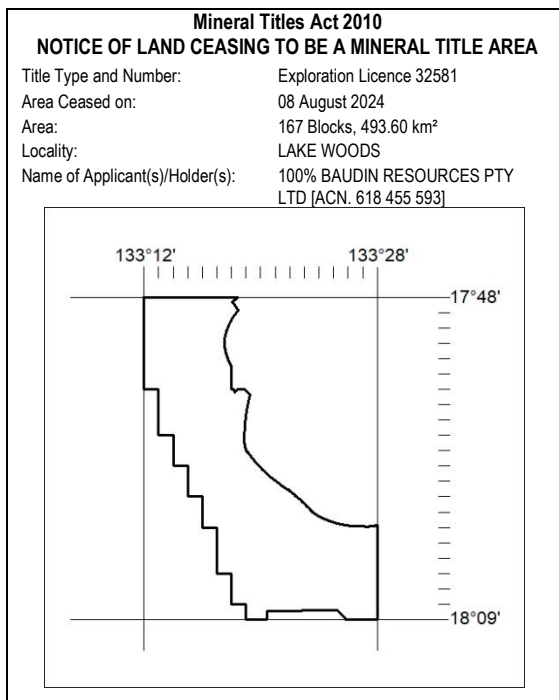 Mineral Titles Act 2010
NOTICE OF LAND CEASING TO BE A MINERAL TITLE AREA
Title Type and Number: Exploration Licence 32581
Area Ceased on: 08 August 2024
Area: 167 Blocks, 493.60 km²
Locality: LAKE WOODS
Name of Applicant(s)/Holder(s): 100% BAUDIN RESOURCES PTY
LTD [ACN. 618 455 593]
133°12' 133°28'
17°48'
18°09'